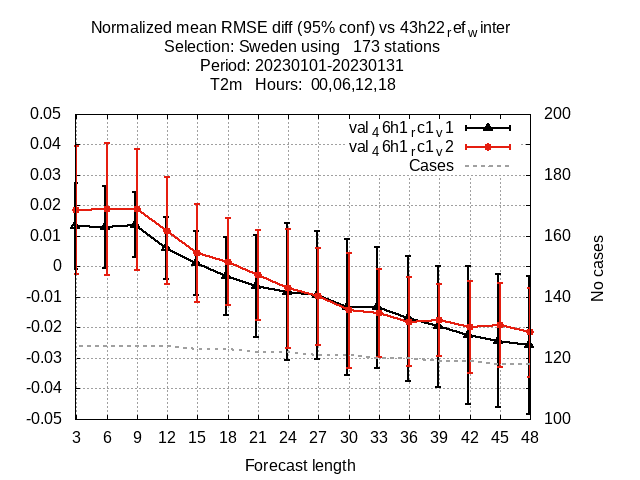 Normalized mean RMSE diff (95% conf) vs 43h22refwinter
Selection: Sweden using 173 stations
Period: 20230101-20230131
T2m Hours: 00,06,12,18
val46h1rc1v1
val46h1rc1v2
Cases
0.05
0.04
0.03
0.02
0.01
0
-0.01
-0.02
-0.03
-0.04
-0.05
200
180
160
140
120
100
No cases
3 6 9 12 15 18 21 24 27 30 33 36 39 42 45 48
Forecast length